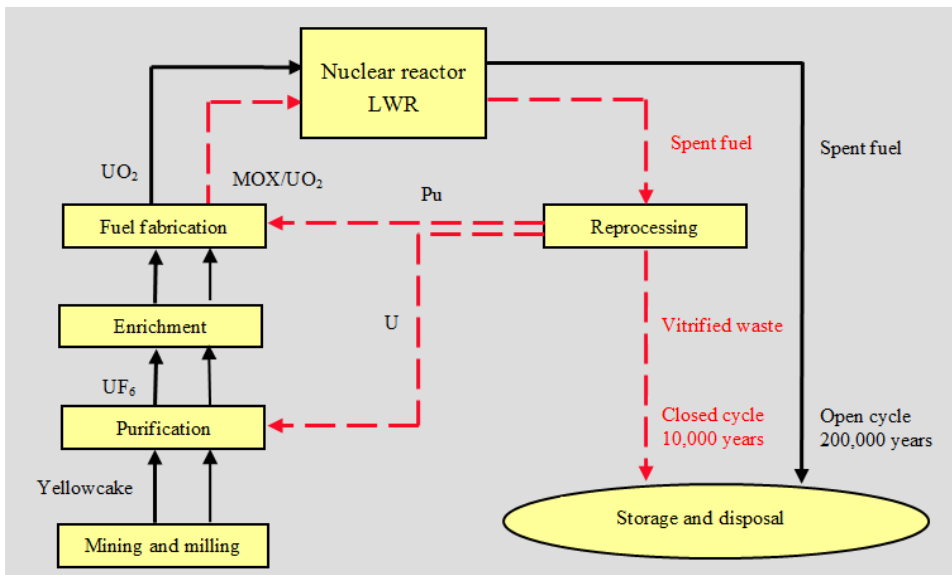 Nuclear reactor
LWR
Spent fuel
Spent fuel
UO₂
MOX/UO₂
Pu
Fuel fabrication
Reprocessing
Enrichment
U
Vitrified waste
UF₆
Purification
Closed cycle
10,000 years
Open cycle
200,000 years
Yellowcake
Storage and disposal
Mining and milling